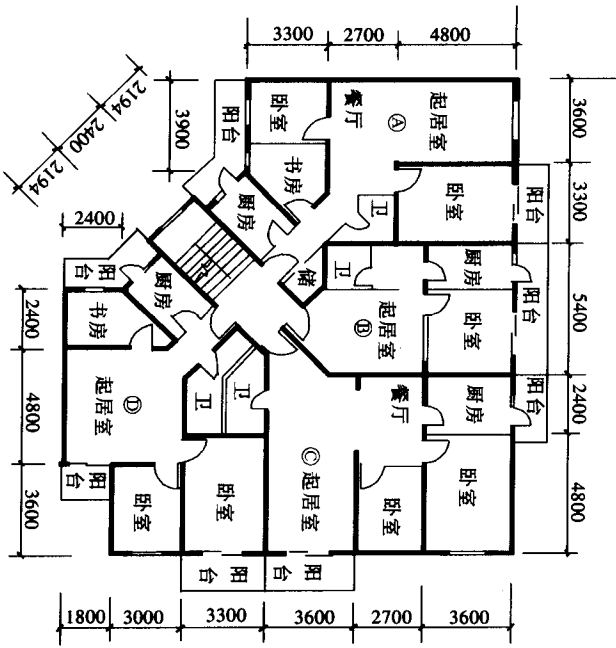 3300 2700 4800
2194
2400
2194
3900
阳台
卧室
餐厅
Ⓐ
起居室
3600
书房
厨房
卫
卧室
阳台
3300
2400
阳台
厨房
储
卫
厨房
阳台
5400
起居室
Ⓑ
卧室
2400
书房
卫
卫
餐厅
厨房
阳台
2400
4800
起居室
Ⓓ
Ⓒ
起居室
卧室
4800
3600
阳台
卧室
卧室
卧室
阳台
阳台
1800 3000 3300 3600 2700 3600